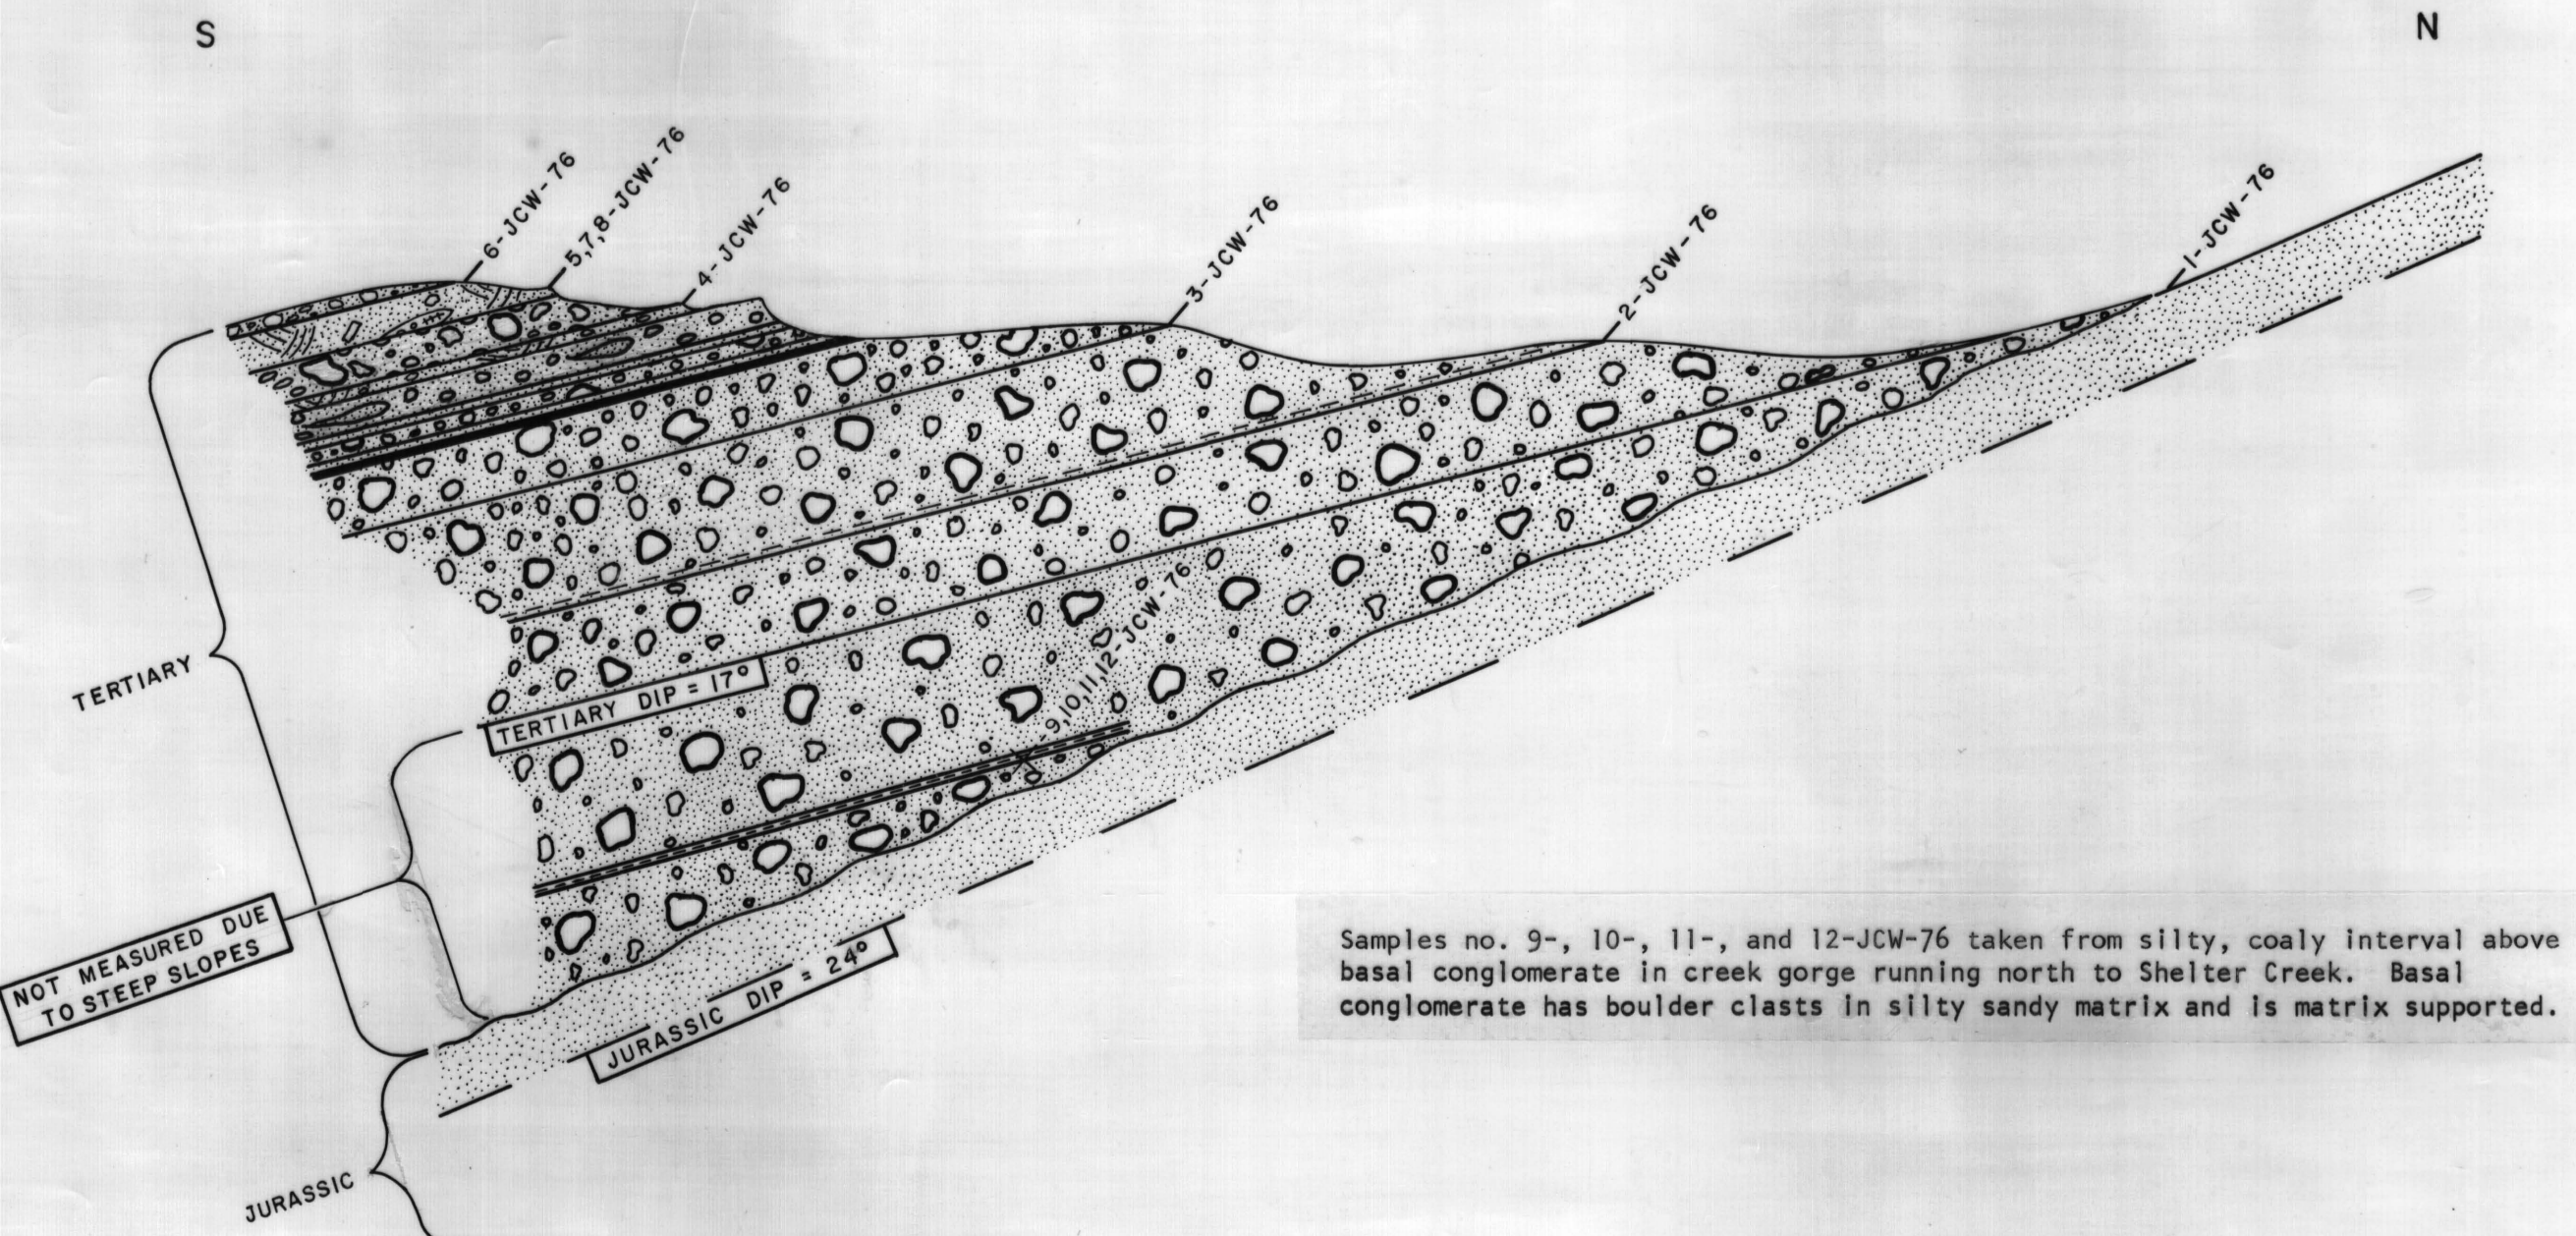 S
N
6-JCW-76
5,7,8-JCW-76
4-JCW-76
3-JCW-76
2-JCW-76
1-JCW-76
TERTIARY
9,10,11,12-JCW-76
TERTIARY DIP = 17°
NOT MEASURED DUE
TO STEEP SLOPES
JURASSIC DIP = 24°
Samples no. 9-, 10-, 11-, and 12-JCW-76 taken from silty, coaly interval above
basal conglomerate in creek gorge running north to Shelter Creek. Basal
conglomerate has boulder clasts in silty sandy matrix and is matrix supported.
JURASSIC